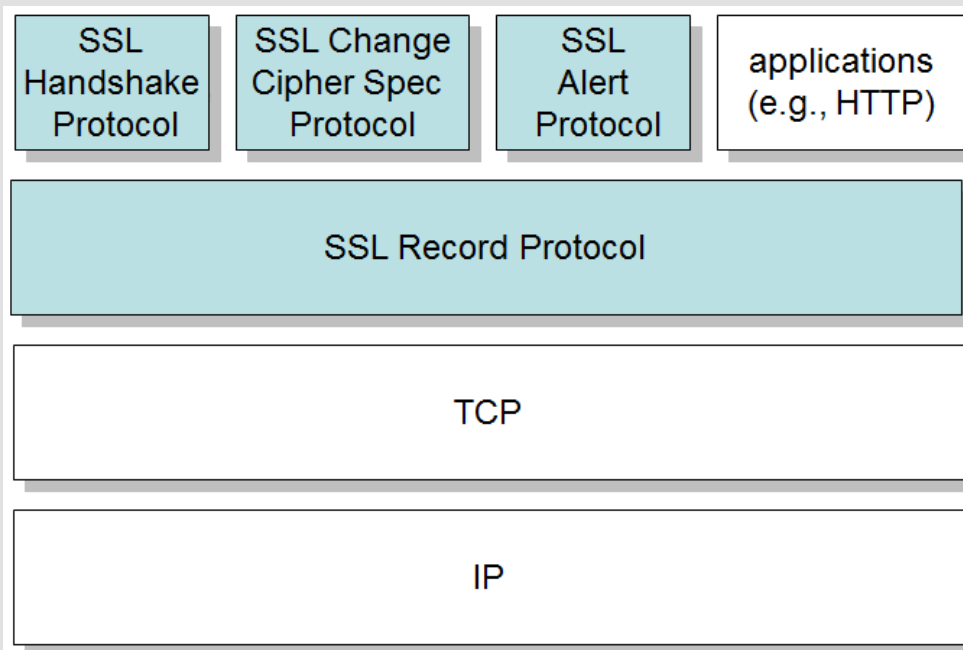 SSL
Handshake
Protocol
SSL Change
Cipher Spec
Protocol
SSL
Alert
Protocol
applications
(e.g., HTTP)
SSL Record Protocol
TCP
IP